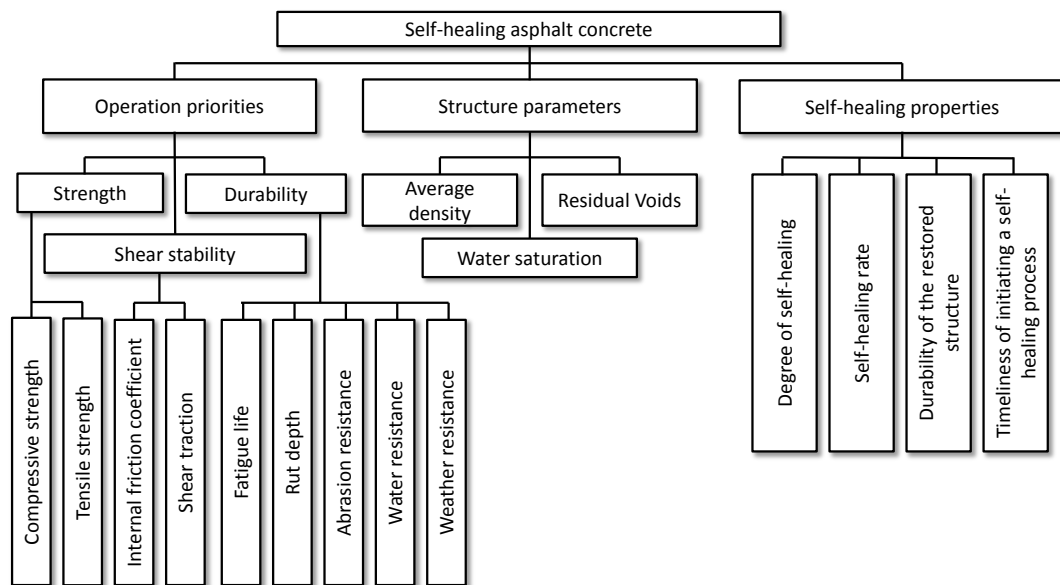 Self-healing asphalt concrete
Operation priorities
Structure parameters
Self-healing properties
Strength
Durability
Average
density
Residual Voids
Shear stability
Water saturation
Compressive strength
Tensile strength
Internal friction coefficient
Shear traction
Fatigue life
Rut depth
Abrasion resistance
Water resistance
Weather resistance
Degree of self-healing
Self-healing rate
Durability of the restored
structure
Timeliness of initiating a self-
healing process